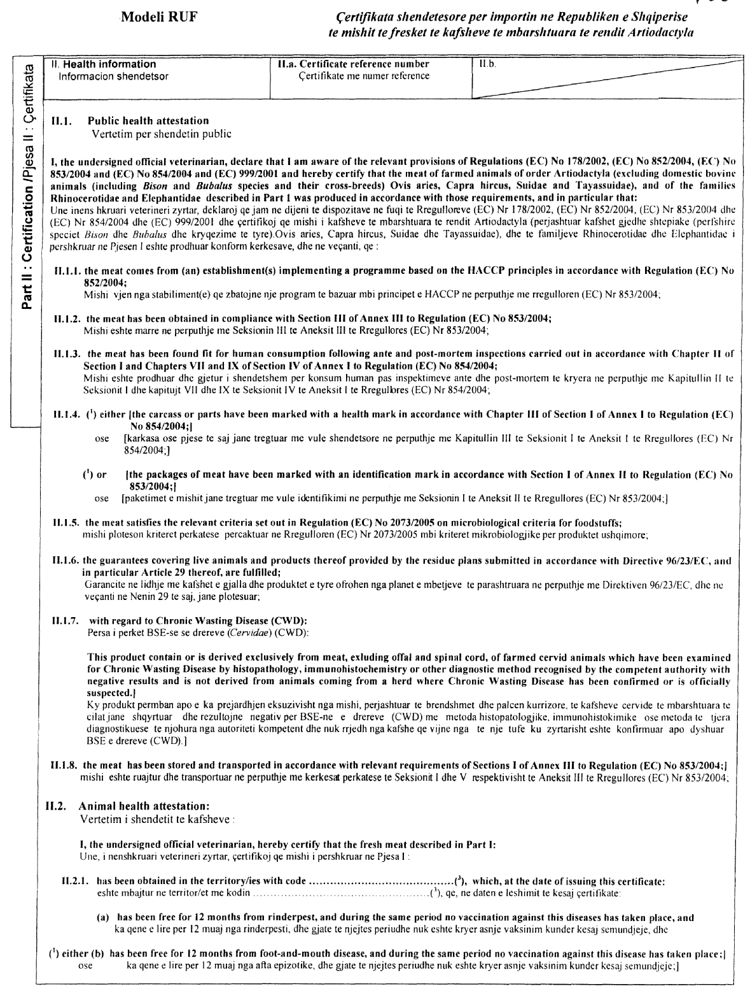 Modeli RUF
Çertifikata shendetesore per importin ne Republiken e Shqiperise
te mishit te fresket te kafsheve te mbarshtuara te rendit Artiodactyla
Part II : Certification /Pjesa II : Çertifikata
II. Health information
Informacion shendetsor
II.a. Certificate reference number
Çertifikate me numer reference
II.b.
II.1. Public health attestation
Vertetim per shendetin public
I, the undersigned official veterinarian, declare that I am aware of the relevant provisions of Regulations (EC) No 178/2002, (EC) No 852/2004, (EC) No
853/2004 and (EC) No 854/2004 and (EC) 999/2001 and hereby certify that the meat of farmed animals of order Artiodactyla (excluding domestic bovine
animals (including Bison and Bubalus species and their cross-breeds) Ovis aries, Capra hircus, Suidae and Tayassuidae), and of the families
Rhinocerotidae and Elephantidae described in Part 1 was produced in accordance with those requirements, and in particular that:
Une inens hkruari veterineri zyrtar, deklaroj qe jam ne dijeni te dispozitave ne fuqi te Rregulloreve (EC) Nr 178/2002, (EC) Nr 852/2004, (EC) Nr 853/2004 dhe
(EC) Nr 854/2004 dhe (EC) 999/2001 dhe çertifikoj qe mishi i kafsheve te mbarshtuara te rendit Artiodactyla (perjashtuar kafshet gjedhe shtepiake (perfshire
speciet Bison dhe Bubalus dhe kryqezime te tyre).Ovis aries, Capra hircus, Suidae dhe Tayassuidae), dhe te familjeve Rhinocerotidae dhe Elephantidae i
pershkruar ne Pjesen I eshte prodhuar konform kerkesave, dhe ne veçanti, qe :
II.1.1. the meat comes from (an) establishment(s) implementing a programme based on the HACCP principles in accordance with Regulation (EC) No
852/2004;
Mishi vjen nga stabiliment(e) qe zbatojne nje program te bazuar mbi principet e HACCP ne perputhje me rregulloren (EC) Nr 853/2004;
II.1.2. the meat has been obtained in compliance with Section III of Annex III to Regulation (EC) No 853/2004;
Mishi eshte marre ne perputhje me Seksionin III te Aneksit III te Rregullores (EC) Nr 853/2004;
II.1.3. the meat has been found fit for human consumption following ante and post-mortem inspections carried out in accordance with Chapter II of
Section I and Chapters VII and IX of Section IV of Annex I to Regulation (EC) No 854/2004;
Mishi eshte prodhuar dhe gjetur i shendetshem per konsum human pas inspektimeve ante dhe post-mortem te kryera ne perputhje me Kapitullin II te
Seksionit I dhe kapitujt VII dhe IX te Seksionit IV te Aneksit I te Rregullores (EC) Nr 854/2004;
II.1.4. (¹) either [the carcass or parts have been marked with a health mark in accordance with Chapter III of Section I of Annex I to Regulation (EC)
No 854/2004;]
ose [karkasa ose pjese te saj jane tregtuar me vule shendetsore ne perputhje me Kapitullin III te Seksionit I te Aneksit I te Rregullores (EC) Nr
854/2004;]
(¹) or [the packages of meat have been marked with an identification mark in accordance with Section I of Annex II to Regulation (EC) No
853/2004;]
ose [paketimet e mishit jane tregtuar me vule identifikimi ne perputhje me Seksionin I te Aneksit II te Rregullores (EC) Nr 853/2004;]
II.1.5. the meat satisfies the relevant criteria set out in Regulation (EC) No 2073/2005 on microbiological criteria for foodstuffs;
mishi ploteson kriteret perkatese percaktuar ne Rregulloren (EC) Nr 2073/2005 mbi kriteret mikrobiologjike per produktet ushqimore;
II.1.6. the guarantees covering live animals and products thereof provided by the residue plans submitted in accordance with Directive 96/23/EC, and
in particular Article 29 thereof, are fulfilled;
Garancite ne lidhje me kafshet e gjalla dhe produktet e tyre ofrohen nga planet e mbetjeve te parashtruara ne perputhje me Direktiven 96/23/EC, dhe ne
veçanti ne Nenin 29 te saj, jane plotesuar;
II.1.7. with regard to Chronic Wasting Disease (CWD):
Persa i perket BSE-se se drereve (Cervidae) (CWD):
This product contain or is derived exclusively from meat, exluding offal and spinal cord, of farmed cervid animals which have been examined
for Chronic Wasting Disease by histopathology, immunohistochemistry or other diagnostic method recognised by the competent authority with
negative results and is not derived from animals coming from a herd where Chronic Wasting Disease has been confirmed or is officially
suspected.]
Ky produkt permban apo e ka prejardhjen eksuzivisht nga mishi, perjashtuar te brendshmet dhe palcen kurrizore, te kafsheve cervide te mbarshtuara te
cilat jane shqyrtuar dhe rezultojne negativ per BSE-ne e drereve (CWD) me metoda histopatologjike, immunohistokimike ose metoda te tjera
diagnostikuese te njohura nga autoriteti kompetent dhe nuk rrjedh nga kafshe qe vijne nga te nje tufe ku zyrtarisht eshte konfirmuar apo dyshuar
BSE e drereve (CWD).]
II.1.8. the meat has been stored and transported in accordance with relevant requirements of Sections I of Annex III to Regulation (EC) No 853/2004;]
mishi eshte ruajtur dhe transportuar ne perputhje me kerkesat perkatese te Seksionit I dhe V respektivisht te Aneksit III te Rregullores (EC) Nr 853/2004;
II.2. Animal health attestation:
Vertetim i shendetit te kafsheve :
I, the undersigned official veterinarian, hereby certify that the fresh meat described in Part I:
Une, i nenshkruari veterineri zyrtar, çertifikoj qe mishi i pershkruar ne Pjesa I :
II.2.1. has been obtained in the territory/ies with code .........................................(³), which, at the date of issuing this certificate:
eshte mbajtur ne territor/et me kodin ..................................................(³), qe, ne daten e leshimit te kesaj çertifikate:
(a) has been free for 12 months from rinderpest, and during the same period no vaccination against this diseases has taken place, and
ka qene e lire per 12 muaj nga rinderpesti, dhe gjate te njejtes periudhe nuk eshte kryer asnje vaksinim kunder kesaj semundjeje, dhe
(¹) either (b) has been free for 12 months from foot-and-mouth disease, and during the same period no vaccination against this disease has taken place;]
ose ka qene e lire per 12 muaj nga afta epizotike, dhe gjate te njejtes periudhe nuk eshte kryer asnje vaksinim kunder kesaj semundjeje;]